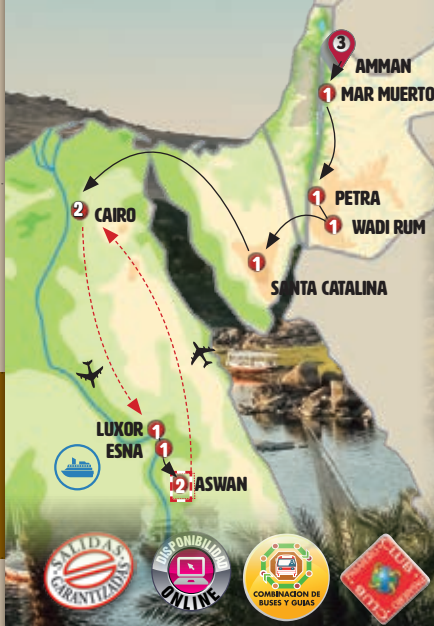 3
AMMAN
1 MAR MUERTO
1 PETRA
1 WADI RUM
2 CAIRO
1
SANTA CATALINA
LUXOR 1
ESNA 1
2 ASWAN
SALIDAS
GARANTIZADAS
DISPONIBILIDAD
ONLINE
COMBINACION DE
BUSES Y GUIAS
CLUB